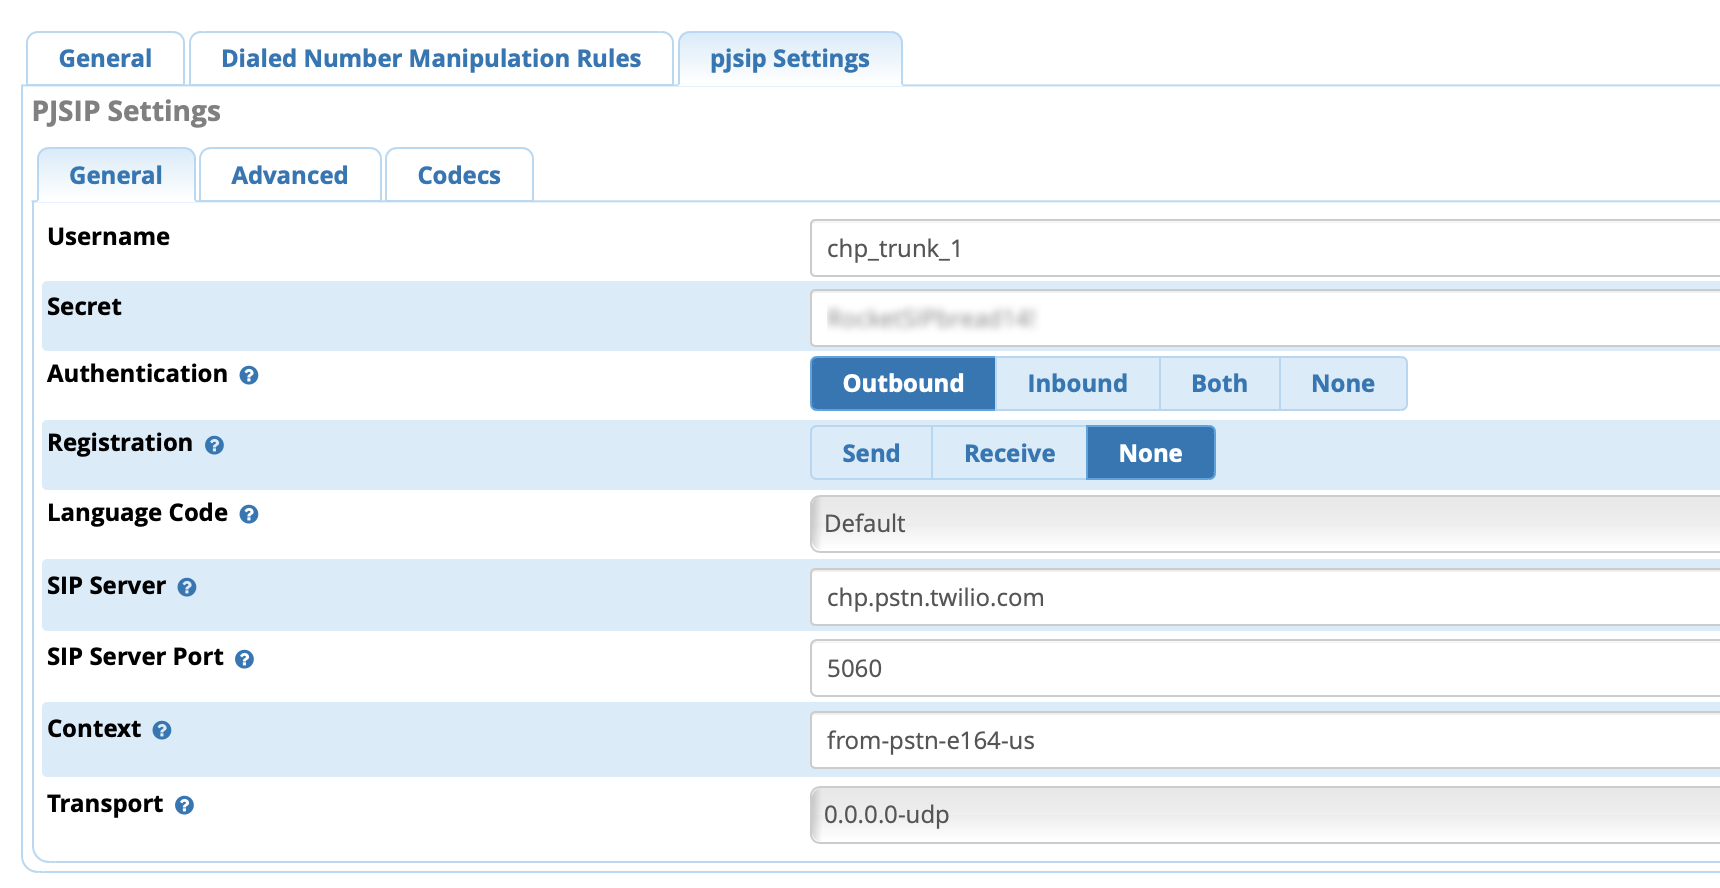 General Dialed Number Manipulation Rules pjsip Settings
PJSIP Settings
General Advanced Codecs
Username chp_trunk_1
Secret
Authentication Outbound Inbound Both None
Registration Send Receive None
Language Code Default
SIP Server chp.pstn.twilio.com
SIP Server Port 5060
Context from-pstn-e164-us
Transport 0.0.0.0-udp